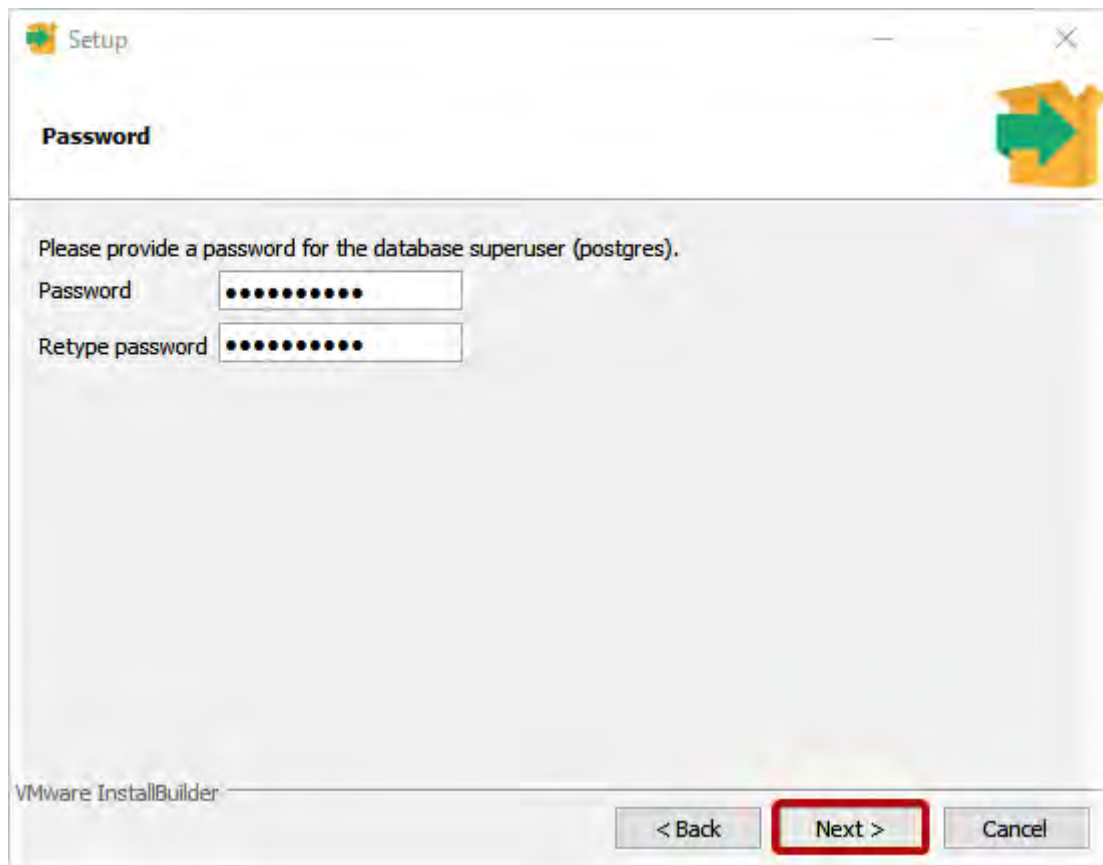 Setup
Password
Please provide a password for the database superuser (postgres).
Password ••••••••••
Retype password ••••••••••
VMware InstallBuilder
< Back Next > Cancel